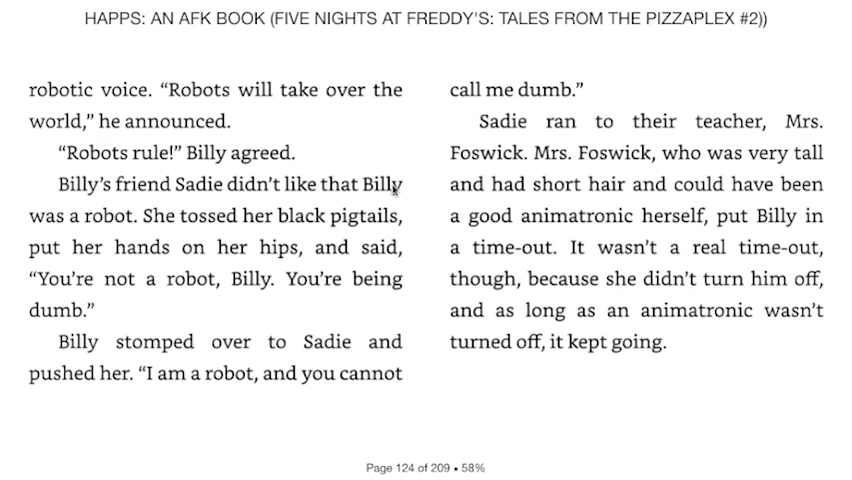 HAPPS: AN AFK BOOK (FIVE NIGHTS AT FREDDY'S: TALES FROM THE PIZZAPLEX #2))
robotic voice. “Robots will take over the
world,” he announced.
“Robots rule!” Billy agreed.
Billy’s friend Sadie didn’t like that Billy
was a robot. She tossed her black pigtails,
put her hands on her hips, and said,
“You’re not a robot, Billy. You’re being
dumb.”
Billy stomped over to Sadie and
pushed her. “I am a robot, and you cannot
call me dumb.”
Sadie ran to their teacher, Mrs.
Foswick. Mrs. Foswick, who was very tall
and had short hair and could have been
a good animatronic herself, put Billy in
a time-out. It wasn’t a real time-out,
though, because she didn’t turn him off,
and as long as an animatronic wasn’t
turned off, it kept going.
Page 124 of 209 • 58%